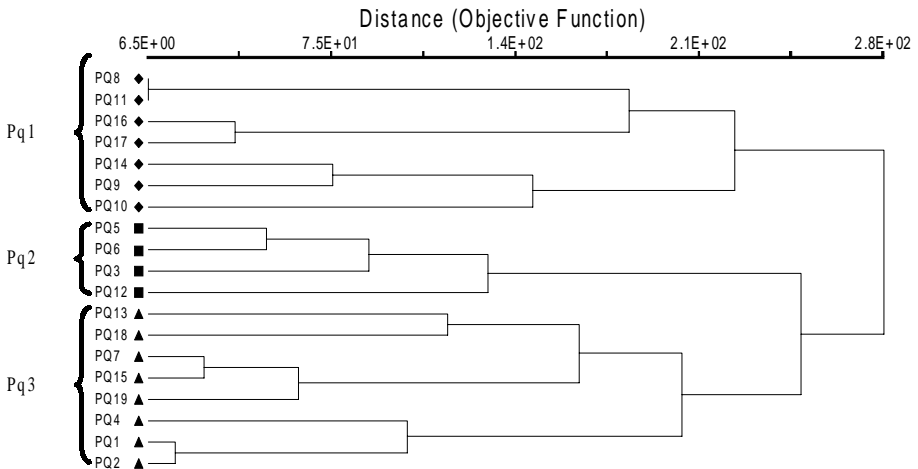 Distance (Objective Function)
6.5E+00 7.5E+01 1.4E+02 2.1E+02 2.8E+02
Pq1
PQ8
PQ11
PQ16
PQ17
PQ14
PQ9
PQ10
Pq2
PQ5
PQ6
PQ3
PQ12
Pq3
PQ13
PQ18
PQ7
PQ15
PQ19
PQ4
PQ1
PQ2